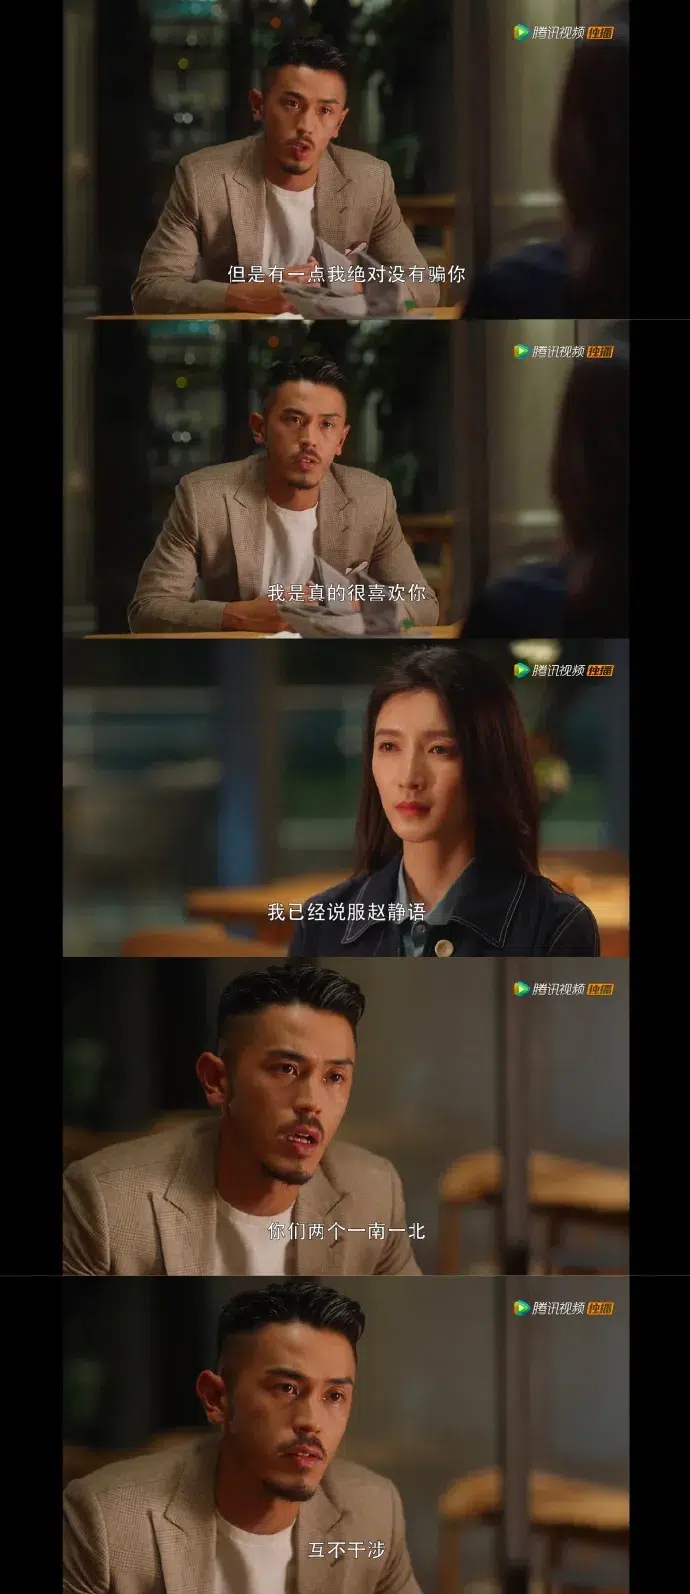 腾讯视频 独播
但是有一点我绝对没有骗你
腾讯视频 独播
我是真的很喜欢你
腾讯视频 独播
我已经说服赵静语
腾讯视频 独播
你们两个一南一北
腾讯视频 独播
互不干涉